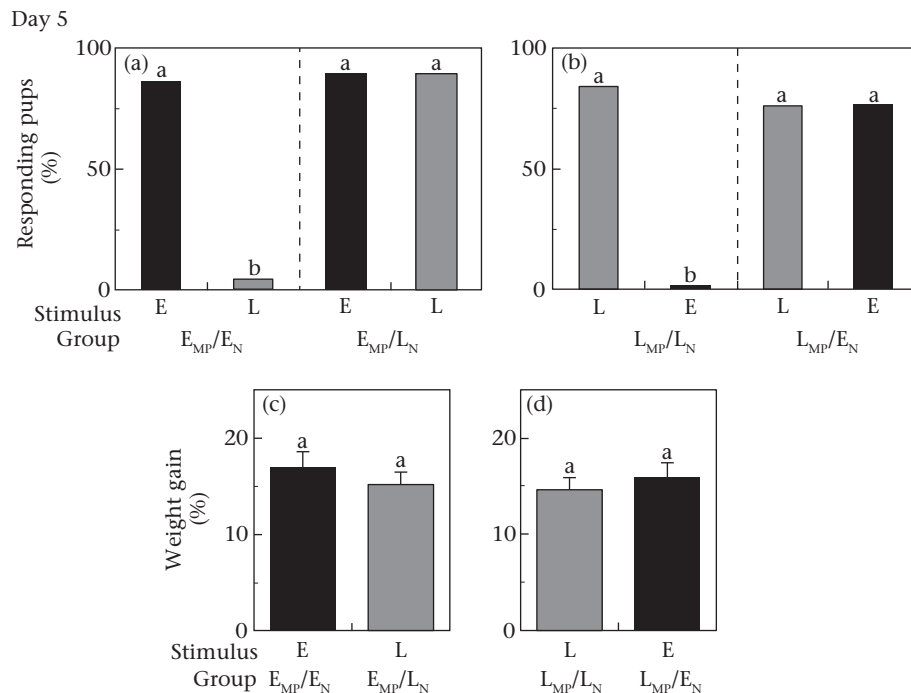 Day 5
Responding pups
(%)
100
50
0
(a)
a
b
a
a
Stimulus E L E L
Group E_MP/E_N E_MP/L_N
100
50
0
(b)
a
b
a
a
L E L E
L_MP/L_N L_MP/E_N
Weight gain
(%)
20
10
0
(c)
a
a
Stimulus E L
Group E_MP/E_N E_MP/L_N
20
10
0
(d)
a
a
L E
L_MP/L_N L_MP/E_N